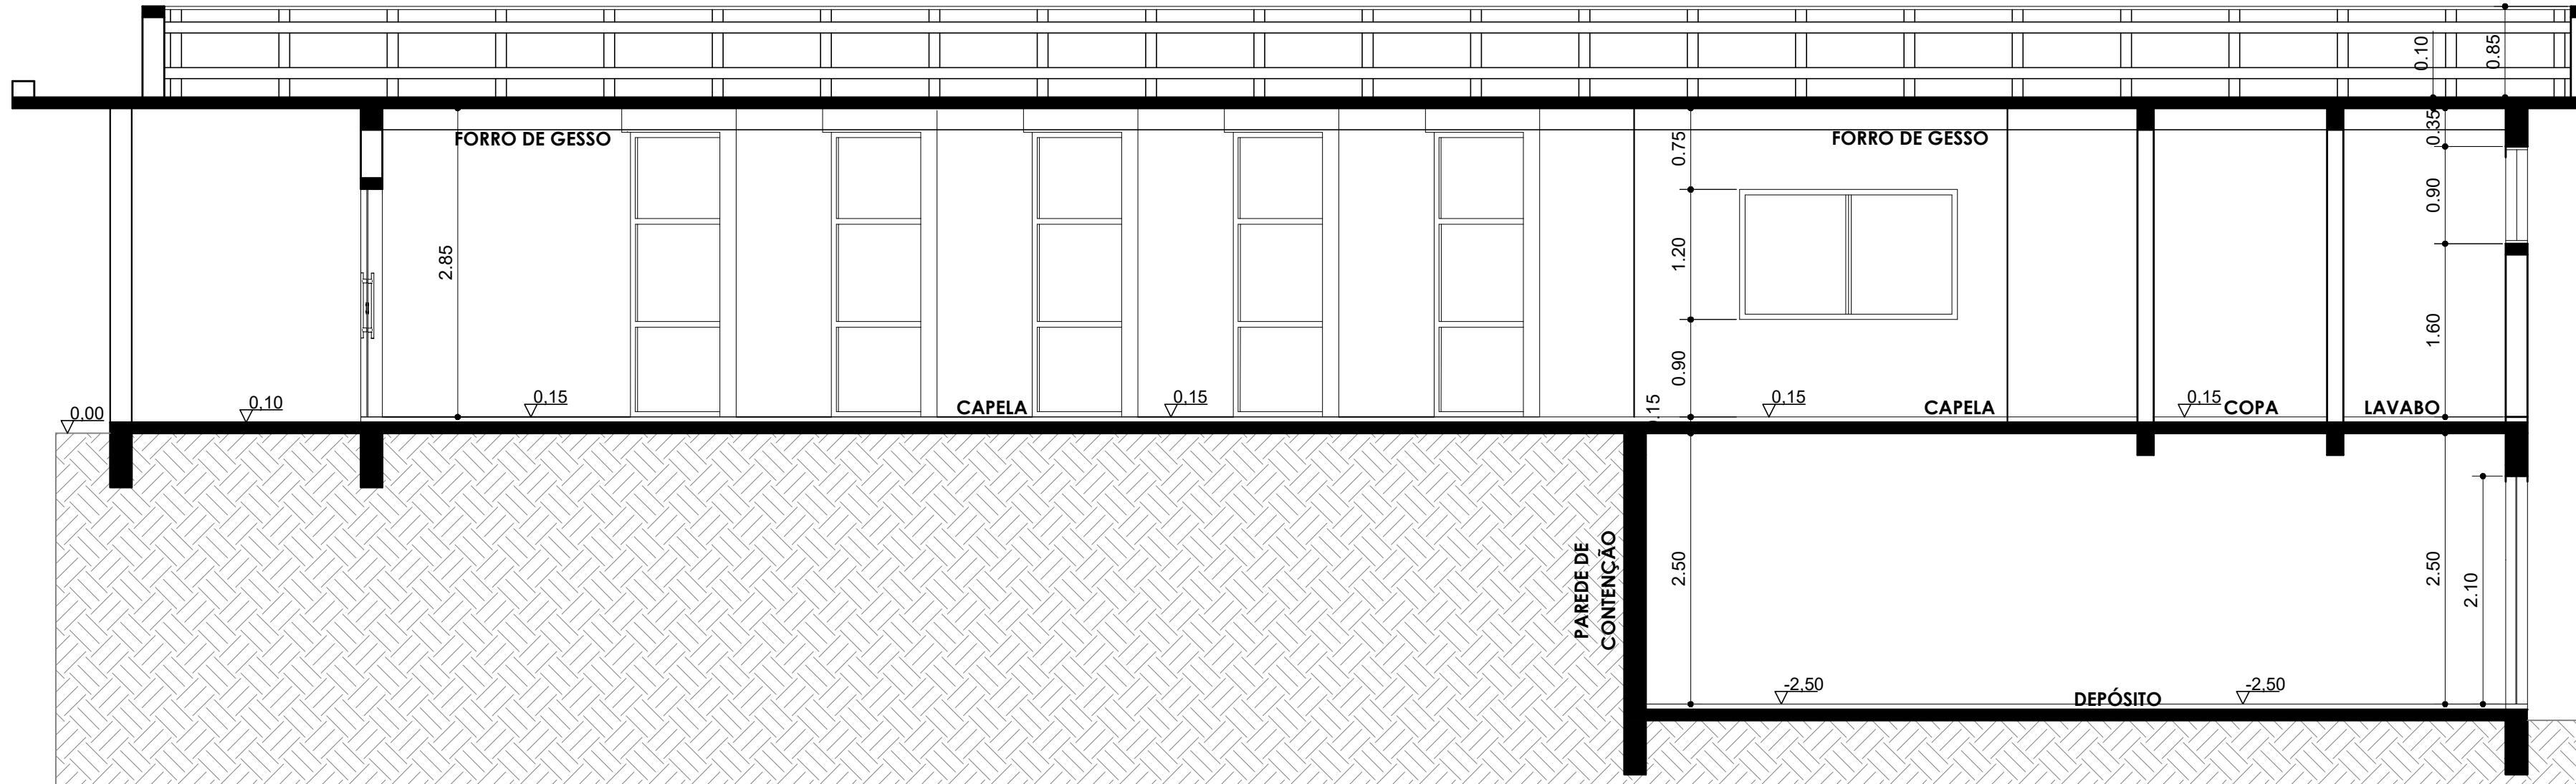 0.10
0.85
FORRO DE GESSO
FORRO DE GESSO
0.75
0.35
0.90
2.85
1.20
1.60
0.90
0,00
0,10
0,15
CAPELA
0,15
0.15
0,15
CAPELA
0,15
COPA
LAVABO
PAREDE DE
CONTENÇÃO
2.50
2.50
2.10
-2,50
DEPÓSITO
-2,50